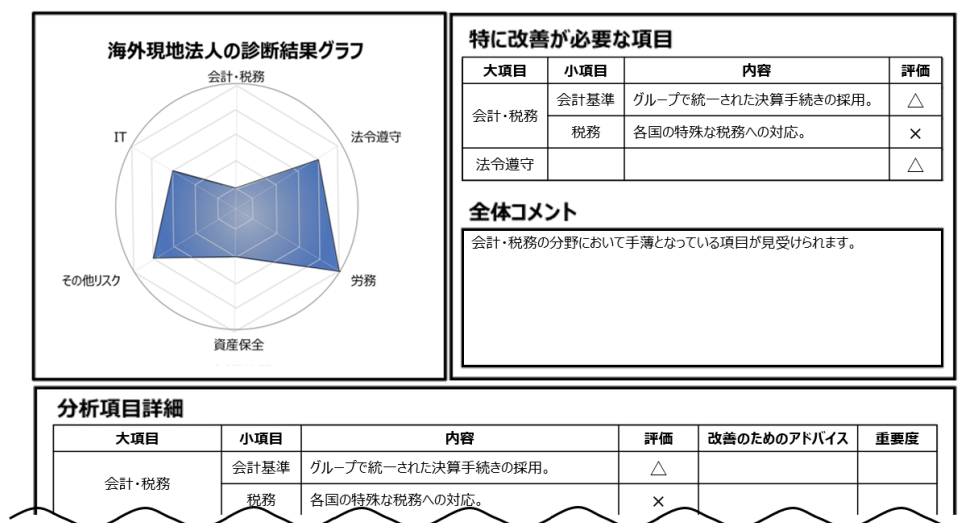 海外現地法人の診断結果グラフ
会計・税務
IT
法令遵守
その他リスク
労務
資産保全
特に改善が必要な項目
大項目 小項目 内容 評価
会計・税務 会計基準 グループで統一された決算手続きの採用。 △
税務 各国の特殊な税務への対応。 ×
法令遵守 △
全体コメント
会計・税務の分野において手薄となっている項目が見受けられます。
分析項目詳細
大項目 小項目 内容 評価 改善のためのアドバイス 重要度
会計・税務 会計基準 グループで統一された決算手続きの採用。 △
税務 各国の特殊な税務への対応。 ×